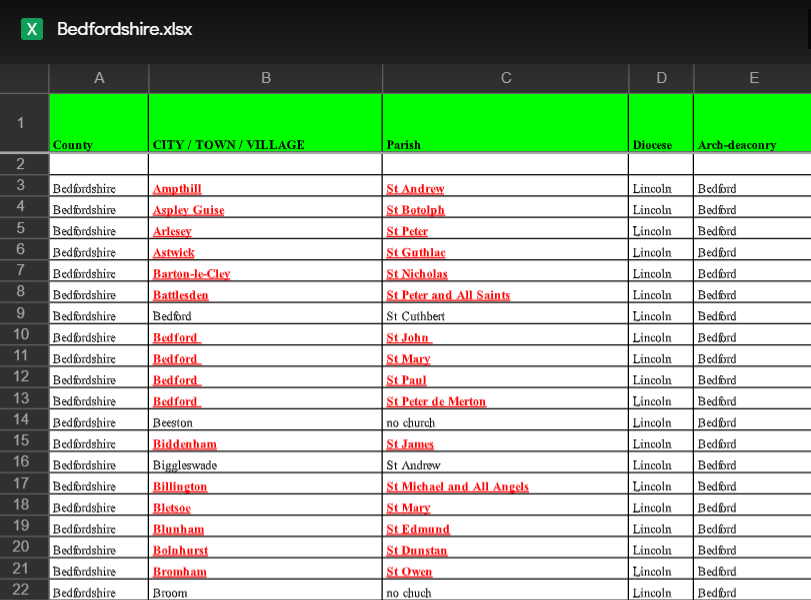 X Bedfordshire.xlsx
A B C D E
1 County CITY / TOWN / VILLAGE Parish Diocese Arch-deaconry
2
3 Bedfordshire Ampthill St Andrew Lincoln Bedford
4 Bedfordshire Aspley Guise St Botolph Lincoln Bedford
5 Bedfordshire Arlesey St Peter Lincoln Bedford
6 Bedfordshire Astwick St Guthlac Lincoln Bedford
7 Bedfordshire Barton-le-Cley St Nicholas Lincoln Bedford
8 Bedfordshire Battlesden St Peter and All Saints Lincoln Bedford
9 Bedfordshire Bedford St Cuthbert Lincoln Bedford
10 Bedfordshire Bedford St John Lincoln Bedford
11 Bedfordshire Bedford St Mary Lincoln Bedford
12 Bedfordshire Bedford St Paul Lincoln Bedford
13 Bedfordshire Bedford St Peter de Merton Lincoln Bedford
14 Bedfordshire Beeston no church Lincoln Bedford
15 Bedfordshire Biddenham St James Lincoln Bedford
16 Bedfordshire Biggleswade St Andrew Lincoln Bedford
17 Bedfordshire Billington St Michael and All Angels Lincoln Bedford
18 Bedfordshire Bletsoe St Mary Lincoln Bedford
19 Bedfordshire Blunham St Edmund Lincoln Bedford
20 Bedfordshire Bolnhurst St Dunstan Lincoln Bedford
21 Bedfordshire Bromham St Owen Lincoln Bedford
22 Bedfordshire Broom no chuch Lincoln Bedford